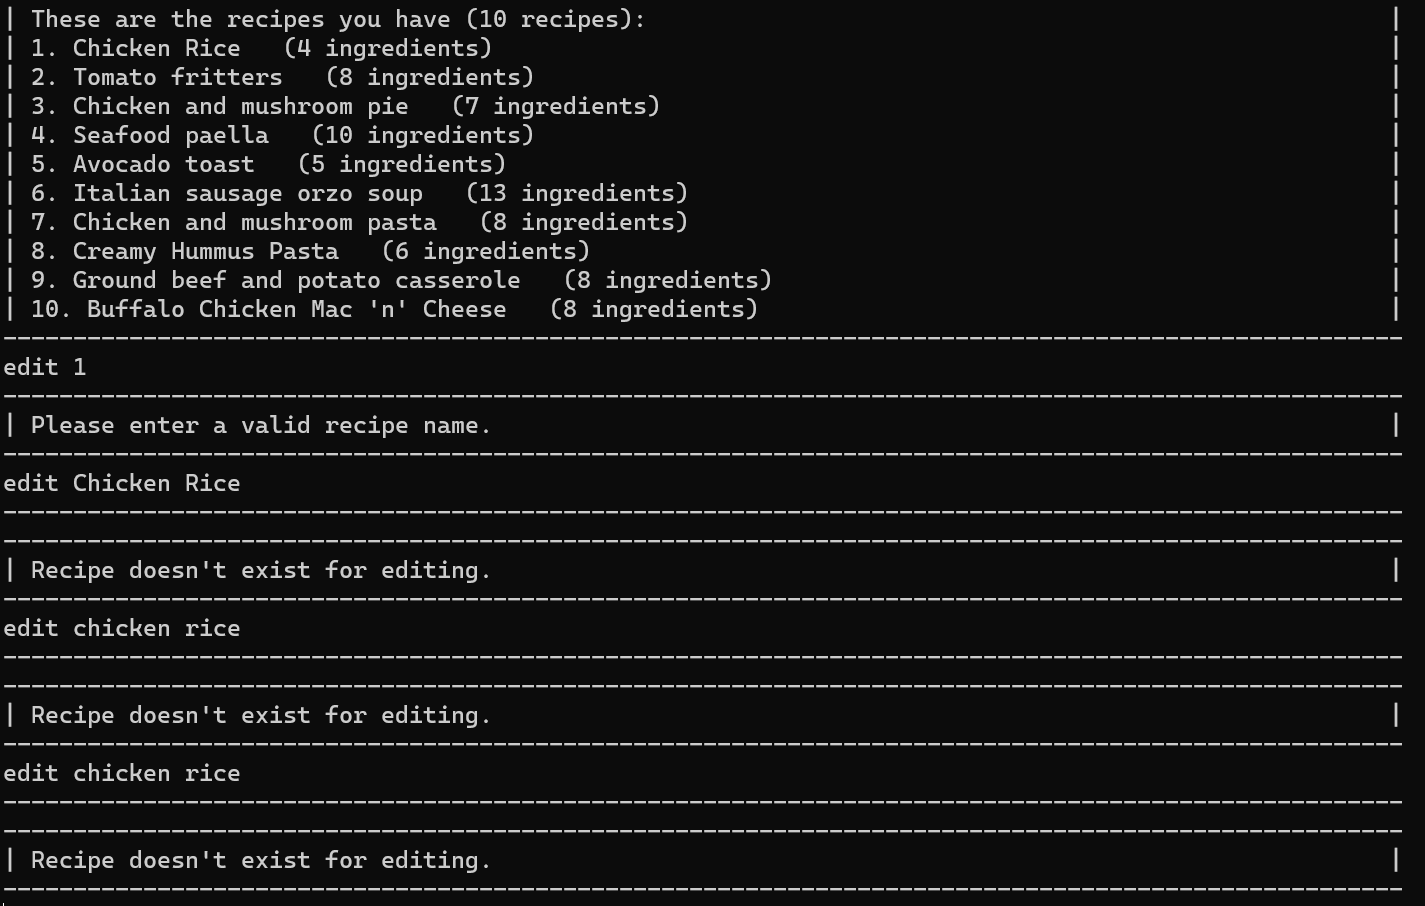 | These are the recipes you have (10 recipes): |
| 1. Chicken Rice   (4 ingredients) |
| 2. Tomato fritters   (8 ingredients) |
| 3. Chicken and mushroom pie   (7 ingredients) |
| 4. Seafood paella   (10 ingredients) |
| 5. Avocado toast   (5 ingredients) |
| 6. Italian sausage orzo soup   (13 ingredients) |
| 7. Chicken and mushroom pasta   (8 ingredients) |
| 8. Creamy Hummus Pasta   (6 ingredients) |
| 9. Ground beef and potato casserole   (8 ingredients) |
| 10. Buffalo Chicken Mac 'n' Cheese   (8 ingredients) |
----------------------------------------------------------------------------------------------------
edit 1
----------------------------------------------------------------------------------------------------
| Please enter a valid recipe name. |
----------------------------------------------------------------------------------------------------
edit Chicken Rice
----------------------------------------------------------------------------------------------------
----------------------------------------------------------------------------------------------------
| Recipe doesn't exist for editing. |
----------------------------------------------------------------------------------------------------
edit chicken rice
----------------------------------------------------------------------------------------------------
----------------------------------------------------------------------------------------------------
| Recipe doesn't exist for editing. |
----------------------------------------------------------------------------------------------------
edit chicken rice
----------------------------------------------------------------------------------------------------
----------------------------------------------------------------------------------------------------
| Recipe doesn't exist for editing. |
----------------------------------------------------------------------------------------------------